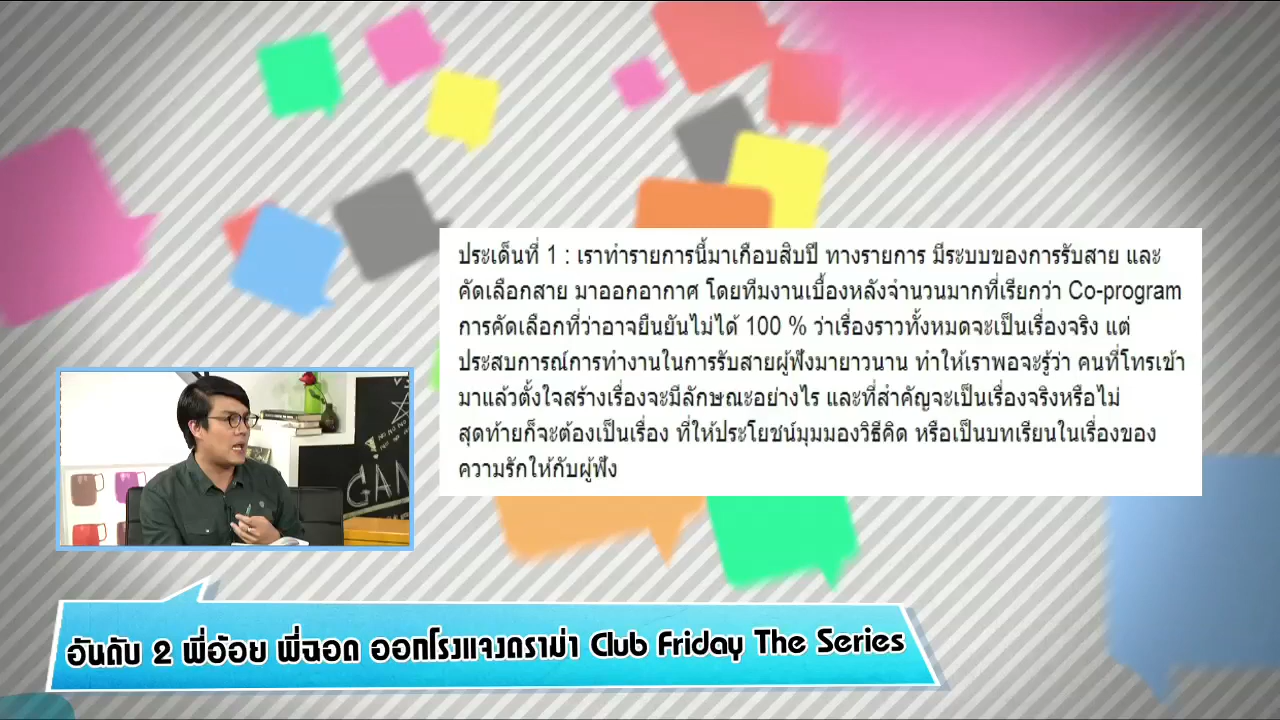 ประเด็นที่ 1 : เราทำรายการนี้มาเกือบสิบปี ทางรายการ มีระบบของการรับสาย และ
คัดเลือกสาย มาออกอากาศ โดยทีมงานเบื้องหลังจำนวนมากที่เรียกว่า Co-program
การคัดเลือกที่ว่าอาจยืนยันไม่ได้ 100 % ว่าเรื่องราวทั้งหมดจะเป็นเรื่องจริง แต่
ประสบการณ์การทำงานในการรับสายผู้ฟังมายาวนาน ทำให้เราพอจะรู้ว่า คนที่โทรเข้า
มาแล้วตั้งใจสร้างเรื่องจะมีลักษณะอย่างไร และที่สำคัญจะเป็นเรื่องจริงหรือไม่
สุดท้ายก็จะต้องเป็นเรื่อง ที่ให้ประโยชน์มุมมองวิธีคิด หรือเป็นบทเรียนในเรื่องของ
ความรักให้กับผู้ฟัง
อันดับ 2 พี่อ้อย พี่ฉอด ออกโรงแจงดราม่า Club Friday The Series